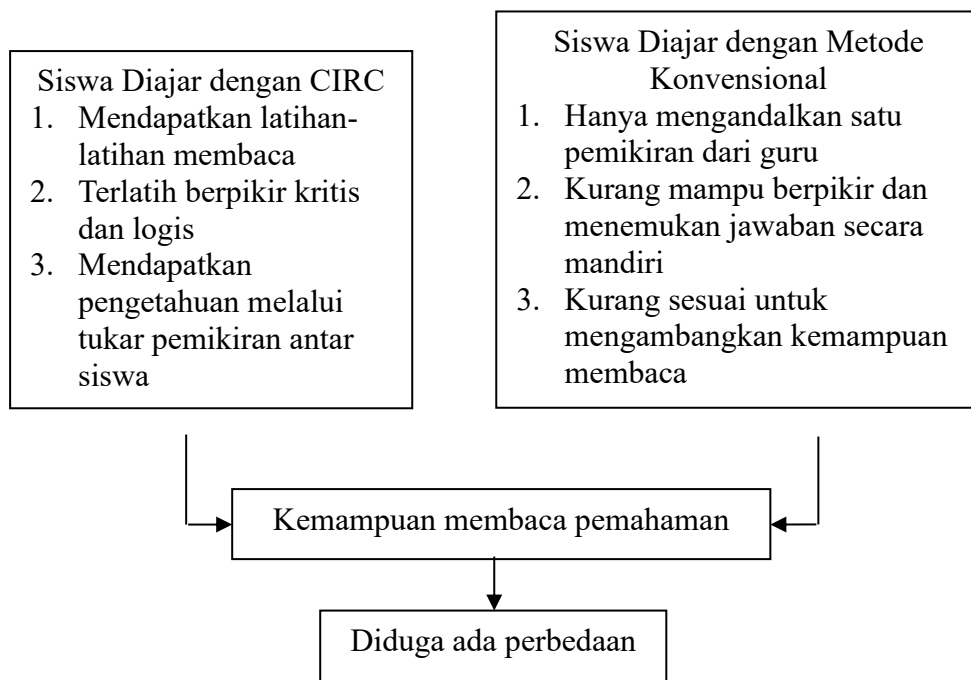 Siswa Diajar dengan CIRC
1. Mendapatkan latihan-
latihan membaca
2. Terlatih berpikir kritis
dan logis
3. Mendapatkan
pengetahuan melalui
tukar pemikiran antar
siswa
Siswa Diajar dengan Metode
Konvensional
1. Hanya mengandalkan satu
pemikiran dari guru
2. Kurang mampu berpikir dan
menemukan jawaban secara
mandiri
3. Kurang sesuai untuk
mengambangkan kemampuan
membaca
Kemampuan membaca pemahaman
Diduga ada perbedaan